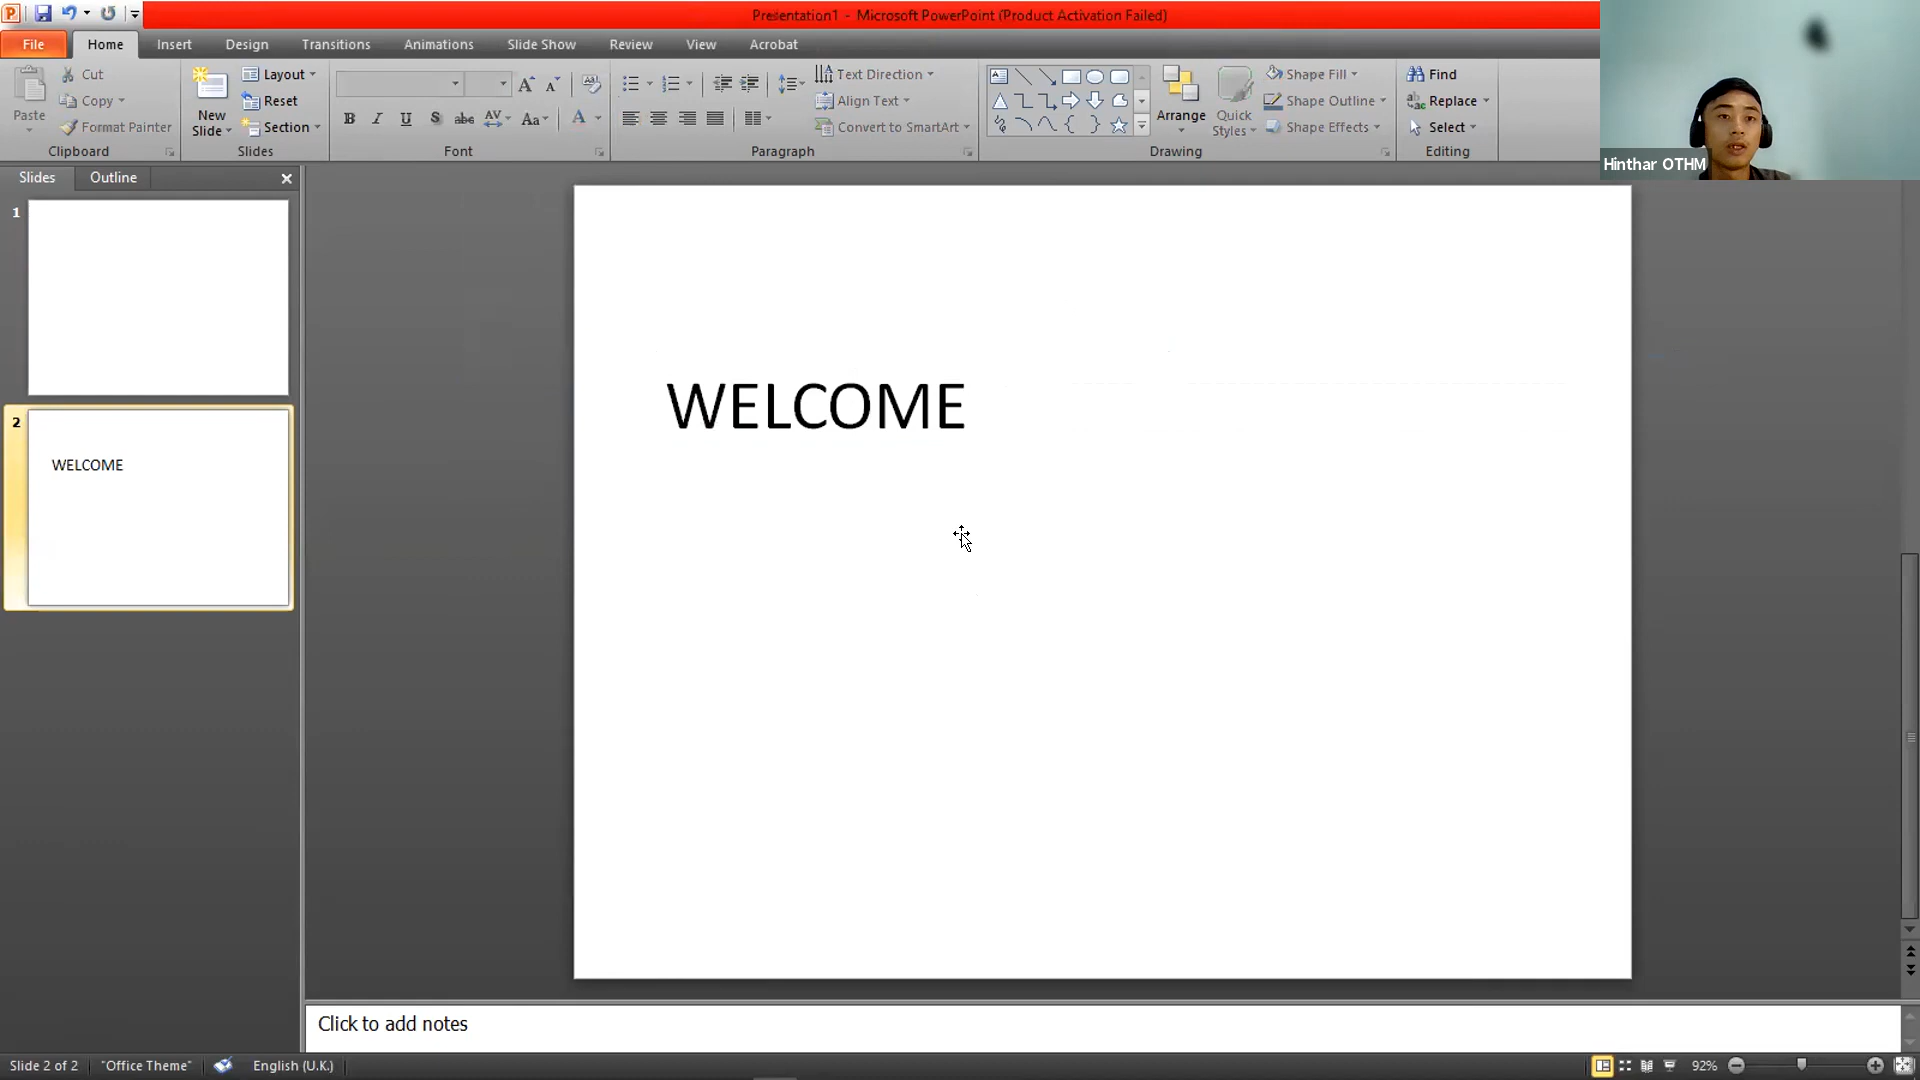 Presentation1 - Microsoft PowerPoint (Product Activation Failed)
File Home Insert Design Transitions Animations Slide Show Review View Acrobat
Paste
Cut
Copy
Format Painter
Clipboard
New Slide
Layout
Reset
Section
Slides
B I U S abc AV Aa A
Font
Text Direction
Align Text
Convert to SmartArt
Paragraph
Arrange
Quick Styles
Shape Fill
Shape Outline
Shape Effects
Drawing
Find
Replace
Select
Editing
Hinthar OTHM
Slides Outline
1
2
WELCOME
WELCOME
Click to add notes
Slide 2 of 2 "Office Theme" English (U.K.) 92%